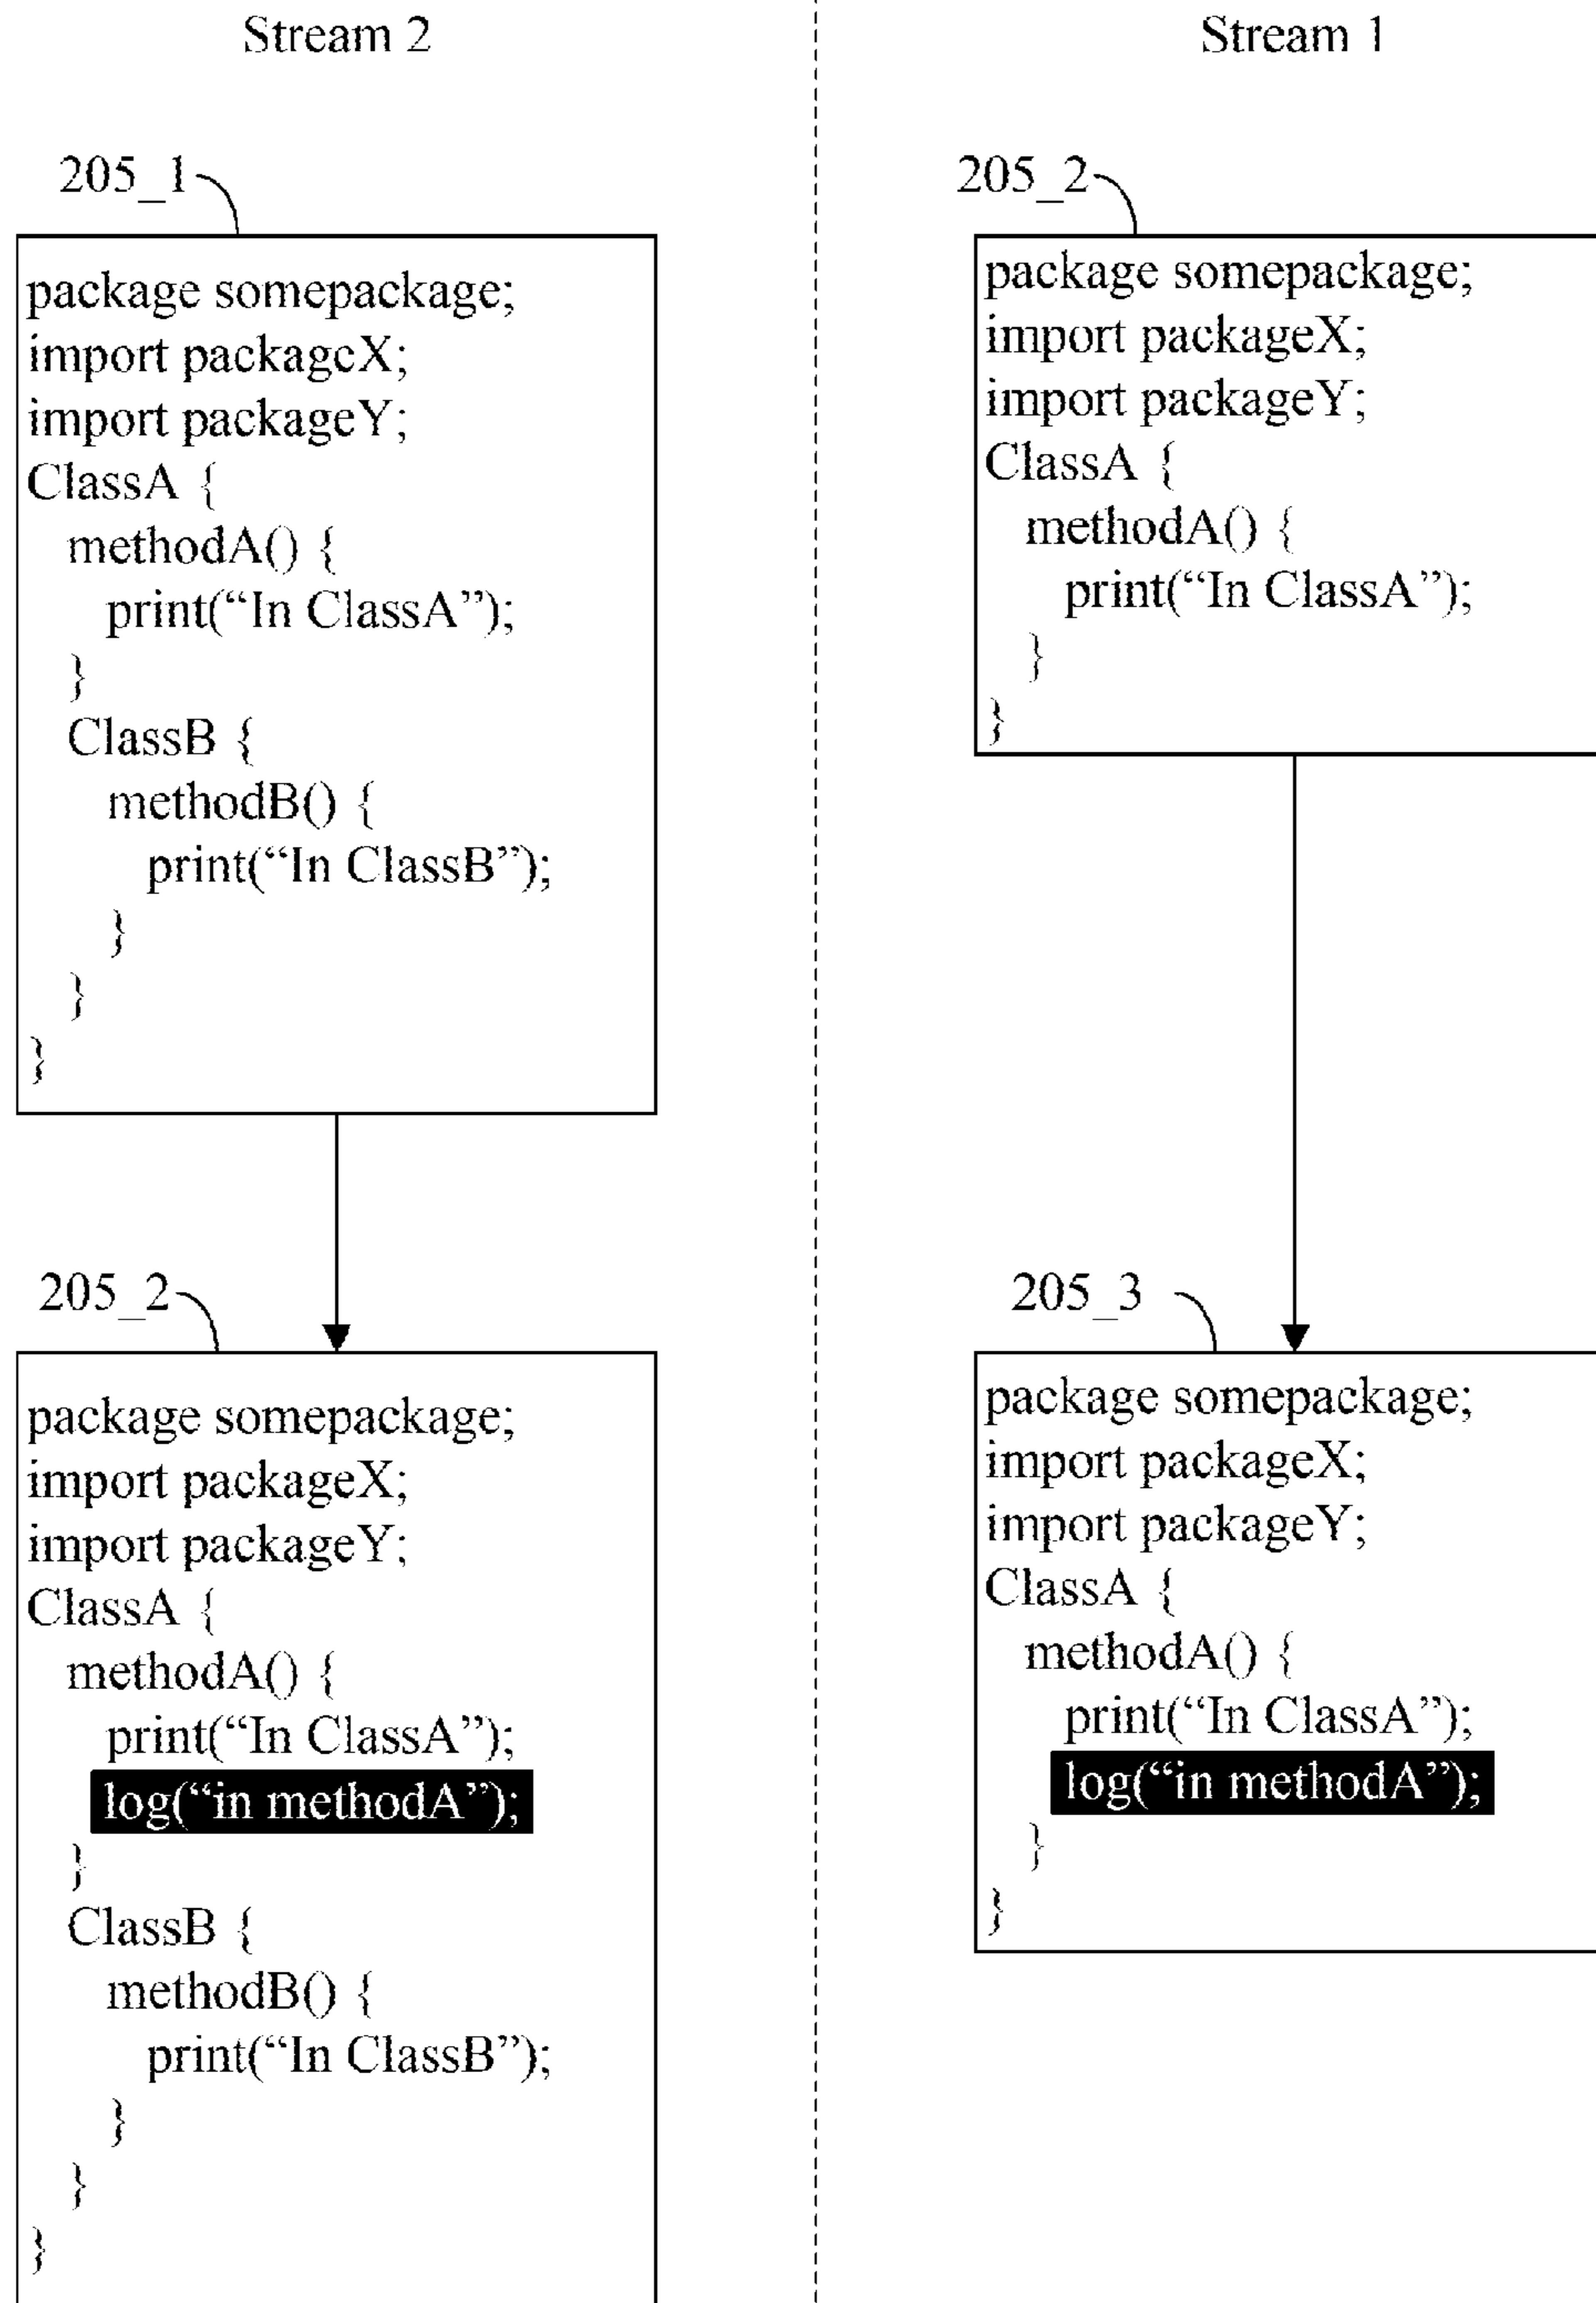 Stream 2
205_1
package somepackage;
import packageX;
import packageY;
ClassA {
methodA() {
print(“In ClassA”);
}
ClassB {
methodB() {
print(“In ClassB”);
}
}
}
205_2
package somepackage;
import packageX;
import packageY;
ClassA {
methodA() {
print(“In ClassA”);
log(“in methodA”);
}
ClassB {
methodB() {
print(“In ClassB”);
}
}
}
Stream 1
205_2
package somepackage;
import packageX;
import packageY;
ClassA {
methodA() {
print(“In ClassA”);
}
}
205_3
package somepackage;
import packageX;
import packageY;
ClassA {
methodA() {
print(“In ClassA”);
log(“in methodA”);
}
}